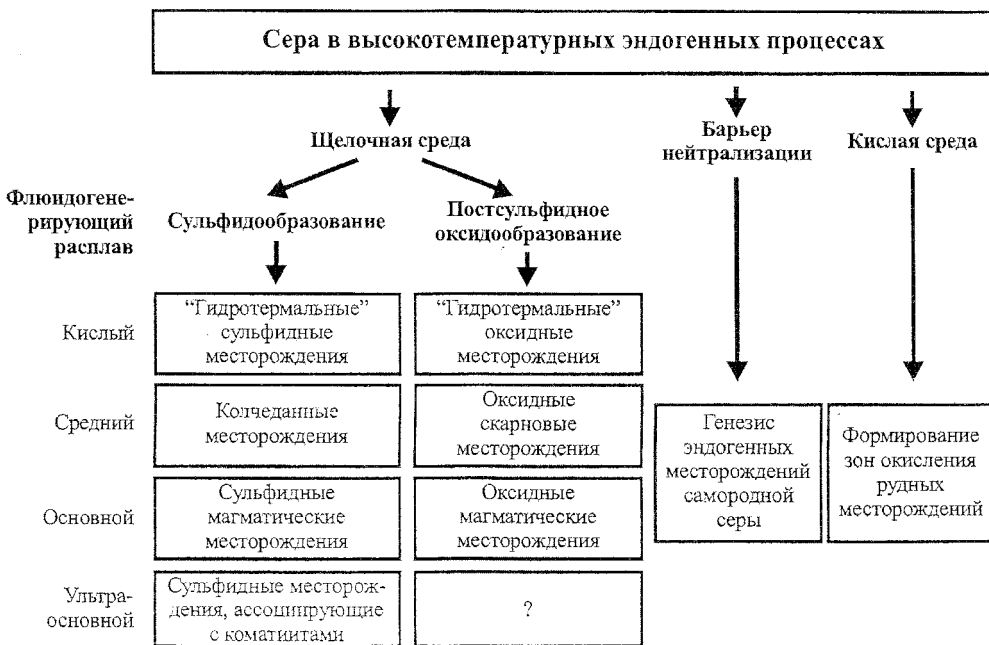 Сера в высокотемпературных эндогенных процессах
Щелочная среда
Барьер
нейтрализации
Кислая среда
Флюидогене-
рирующий
расплав
Сульфидообразование
Постсульфидное
оксидообразование
Кислый
“Гидротермальные”
сульфидные
месторождения
“Гидротермальные”
оксидные
месторождения
Средний
Колчеданные
месторождения
Оксидные
скарновые
месторождения
Генезис
эндогенных
месторождений
самородной
серы
Формирование
зон окисления
рудных
месторождений
Основной
Сульфидные
магматические
месторождения
Оксидные
магматические
месторождения
Ультра-
основной
Сульфидные месторож-
дения, ассоциирующие
с коматиитами
?